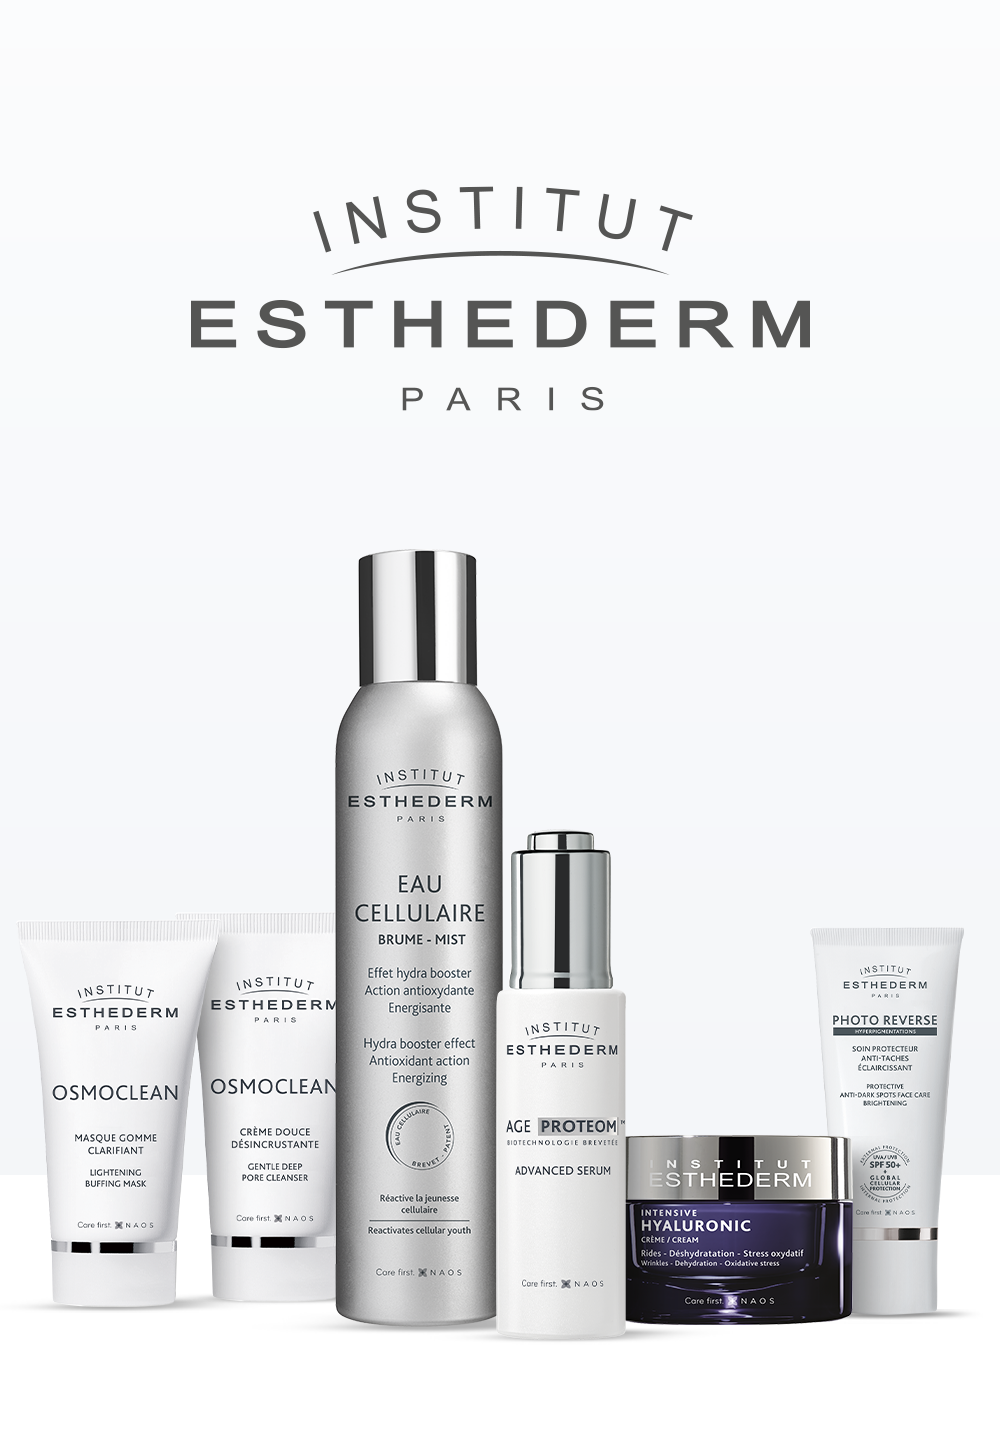 INSTITUT
ESTHEDERM
PARIS
INSTITUT
ESTHEDERM
PARIS
OSMOCLEAN
MASQUE GOMME
CLARIFIANT
LIGHTENING
BUFFING MASK
Care first. NAOS
INSTITUT
ESTHEDERM
PARIS
OSMOCLEAN
CRÈME DOUCE
DÉSINCRUSTANTE
GENTLE DEEP
PORE CLEANSER
Care first. NAOS
INSTITUT
ESTHEDERM
PARIS
EAU
CELLULAIRE
BRUME - MIST
Effet hydra booster
Action antioxydante
Energisante
Hydra booster effect
Antioxidant action
Energizing
EAU CELLULAIRE
BREVET - PATENT
Réactive la jeunesse
cellulaire
Reactivates cellular youth
Care first. NAOS
INSTITUT
ESTHEDERM
PARIS
AGE PROTEOM™
BIOTECHNOLOGIE BREVETÉE
ADVANCED SERUM
Care first. NAOS
INSTITUT
ESTHEDERM
INTENSIVE
HYALURONIC
CRÈME / CREAM
Rides - Déshydratation - Stress oxydatif
Wrinkles - Dehydration - Oxidative stress
Care first. NAOS
INSTITUT
ESTHEDERM
PARIS
PHOTO REVERSE
HYPERPIGMENTATIONS
SOIN PROTECTEUR
ANTI-TACHES
ÉCLAIRCISSANT
PROTECTIVE
ANTI-DARK SPOTS FACE CARE
BRIGHTENING
EXTERNAL PROTECTION
UVA/UVB
SPF 50+
+
GLOBAL
CELLULAR
PROTECTION
INTERNAL PROTECTION
Care first. NAOS